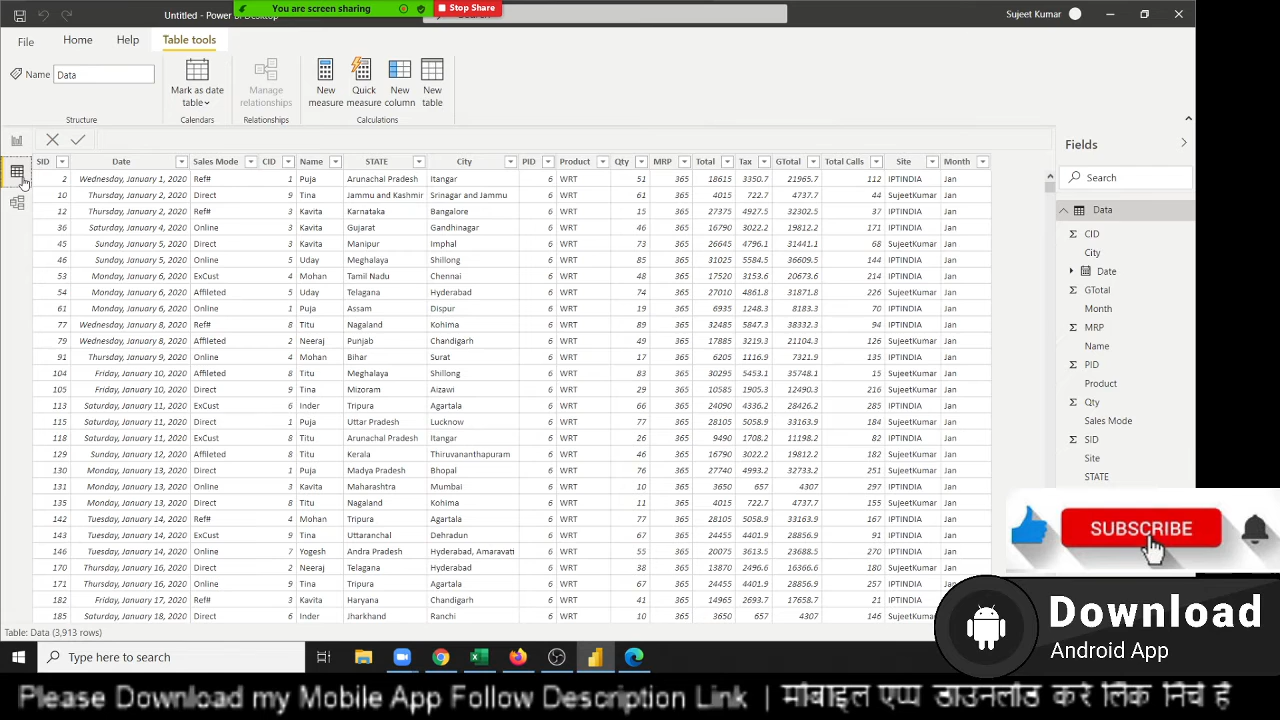 Untitled - Power BI Desktop
You are screen sharing
Stop Share
Search
Sujeet Kumar
File
Home
Help
Table tools
Name
Data
Mark as date table
Manage relationships
New measure
Quick measure
New column
New table
Structure
Calendars
Relationships
Calculations
SID Date Sales Mode CID Name STATE City PID Product Qty MRP Total Tax GTotal Total Calls Site Month
2 Wednesday, January 1, 2020 Ref# 1 Puja Arunachal Pradesh Itangar 6 WRT 51 365 18615 3350.7 21965.7 112 IPTINDIA Jan
10 Thursday, January 2, 2020 Direct 9 Tina Jammu and Kashmir Srinagar and Jammu 6 WRT 11 365 4015 722.7 4737.7 44 SujeetKumar Jan
12 Thursday, January 2, 2020 Ref# 3 Kavita Karnataka Bangalore 6 WRT 15 365 27375 4927.5 32302.5 37 IPTINDIA Jan
36 Saturday, January 4, 2020 Online 3 Kavita Gujarat Gandhinagar 6 WRT 46 365 16790 3022.2 19812.2 171 IPTINDIA Jan
45 Sunday, January 5, 2020 Direct 3 Kavita Manipur Imphal 6 WRT 73 365 26645 4796.1 31441.1 68 SujeetKumar Jan
46 Sunday, January 5, 2020 Online 5 Uday Meghalaya Shillong 6 WRT 85 365 31025 5584.5 36609.5 138 IPTINDIA Jan
53 Monday, January 6, 2020 ExCust 4 Mohan Tamil Nadu Chennai 6 WRT 48 365 17520 3153.6 20673.6 214 IPTINDIA Jan
54 Monday, January 6, 2020 Affileted 5 Uday Telagana Hyderabad 6 WRT 74 365 27010 4861.8 31871.8 226 IPTINDIA Jan
61 Monday, January 6, 2020 Online 1 Puja Assam Dispur 6 WRT 19 365 6935 1248.3 8183.3 70 IPTINDIA Jan
77 Wednesday, January 8, 2020 Ref# 8 Titu Nagaland Kohima 6 WRT 89 365 32485 5847.3 38332.3 94 IPTINDIA Jan
79 Wednesday, January 8, 2020 Affileted 2 Neeraj Punjab Chandigarh 6 WRT 49 365 17885 3219.3 21104.3 110 IPTINDIA Jan
91 Thursday, January 9, 2020 Online 4 Mohan Bihar Surat 6 WRT 17 365 6205 1116.9 7321.9 135 IPTINDIA Jan
104 Friday, January 10, 2020 Affileted 8 Titu Meghalaya Shillong 6 WRT 83 365 30295 5453.1 35748.1 15 SujeetKumar Jan
105 Friday, January 10, 2020 Direct 9 Tina Mizoram Aizawi 6 WRT 29 365 10585 1905.3 12490.3 216 SujeetKumar Jan
113 Saturday, January 11, 2020 ExCust 6 Inder Tripura Agartala 6 WRT 66 365 24090 4336.2 28426.2 285 IPTINDIA Jan
115 Saturday, January 11, 2020 Direct 1 Puja Uttar Pradesh Lucknow 6 WRT 77 365 28105 5058.9 33163.9 184 SujeetKumar Jan
118 Saturday, January 11, 2020 ExCust 8 Titu Arunachal Pradesh Itangar 6 WRT 26 365 9490 1708.2 11198.2 82 IPTINDIA Jan
129 Sunday, January 12, 2020 Affileted 8 Titu Kerala Thiruvananthapuram 6 WRT 46 365 16790 3022.2 19812.2 182 SujeetKumar Jan
130 Monday, January 13, 2020 Direct 1 Puja Madya Pradesh Bhopal 6 WRT 76 365 27740 4993.2 32733.2 251 SujeetKumar Jan
131 Monday, January 13, 2020 Online 3 Kavita Maharashtra Mumbai 6 WRT 10 365 3650 657 4307 297 IPTINDIA Jan
135 Monday, January 13, 2020 Direct 8 Titu Nagaland Kohima 6 WRT 11 365 4015 722.7 4737.7 155 SujeetKumar Jan
142 Tuesday, January 14, 2020 Ref# 4 Mohan Tripura Agartala 6 WRT 77 365 28105 5058.9 33163.9 167 IPTINDIA Jan
143 Tuesday, January 14, 2020 ExCust 9 Tina Uttaranchal Dehradun 6 WRT 67 365 24455 4401.9 28856.9 91 IPTINDIA Jan
146 Tuesday, January 14, 2020 Online 7 Yogesh Andra Pradesh Hyderabad, Amaravati 6 WRT 55 365 20075 3613.5 23688.5 270 IPTINDIA Jan
170 Thursday, January 16, 2020 Direct 2 Neeraj Telagana Hyderabad 6 WRT 38 365 13870 2496.6 16366.6 180 SujeetKumar Jan
171 Thursday, January 16, 2020 Online 9 Tina Tripura Agartala 6 WRT 67 365 24455 4401.9 28856.9 257 IPTINDIA Jan
182 Friday, January 17, 2020 Ref# 3 Kavita Haryana Chandigarh 6 WRT 41 365 14965 2693.7 17658.7 21 IPTINDIA Jan
185 Saturday, January 18, 2020 Direct 6 Inder Jharkhand Ranchi 6 WRT 10 365 3650 657 4307 SujeetKumar
Table: Data (3,913 rows)
Fields
Search
Data
CID
City
Date
GTotal
Month
MRP
Name
PID
Product
Qty
Sales Mode
SID
Site
STATE
SUBSCRIBE
Download
Android App
Type here to search
Please Download my Mobile App Follow Description Link | मोबाइल एप्प डाउनलोड करे लिंक निचे है